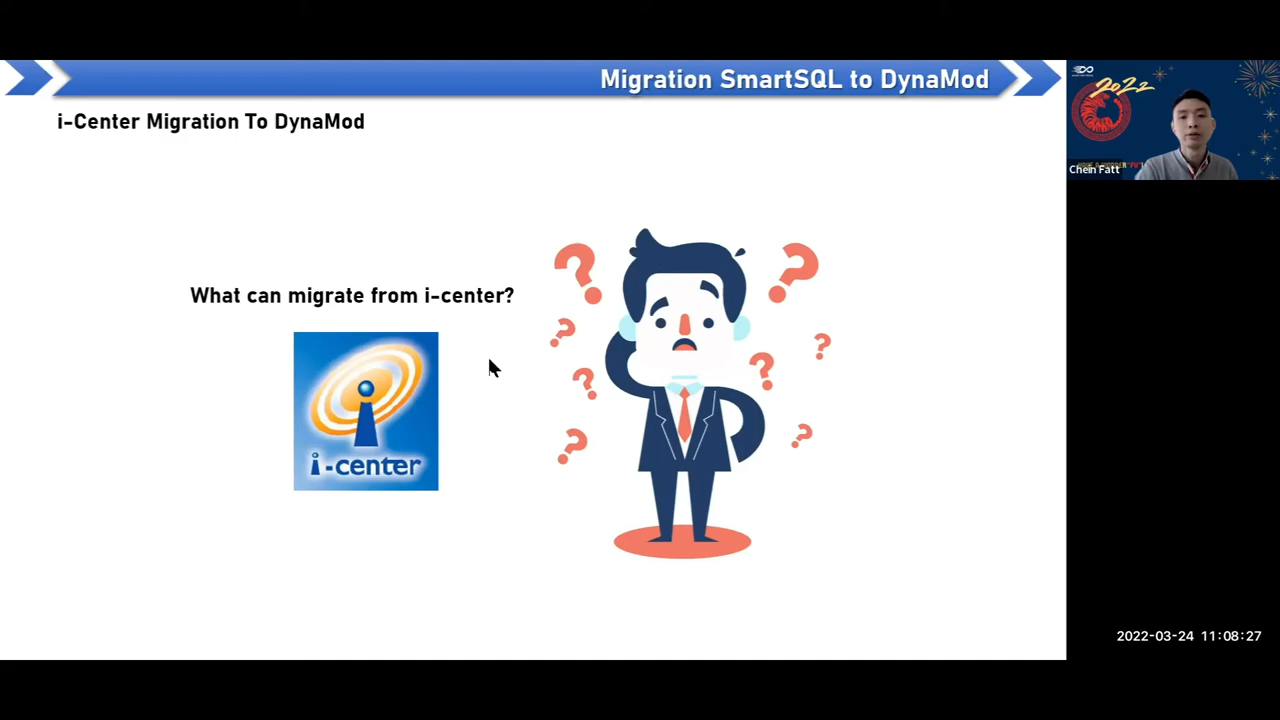 Migration SmartSQL to DynaMod
i-Center Migration To DynaMod
What can migrate from i-center?
i-center
2022
Chein Fatt
2022-03-24 11:08:27